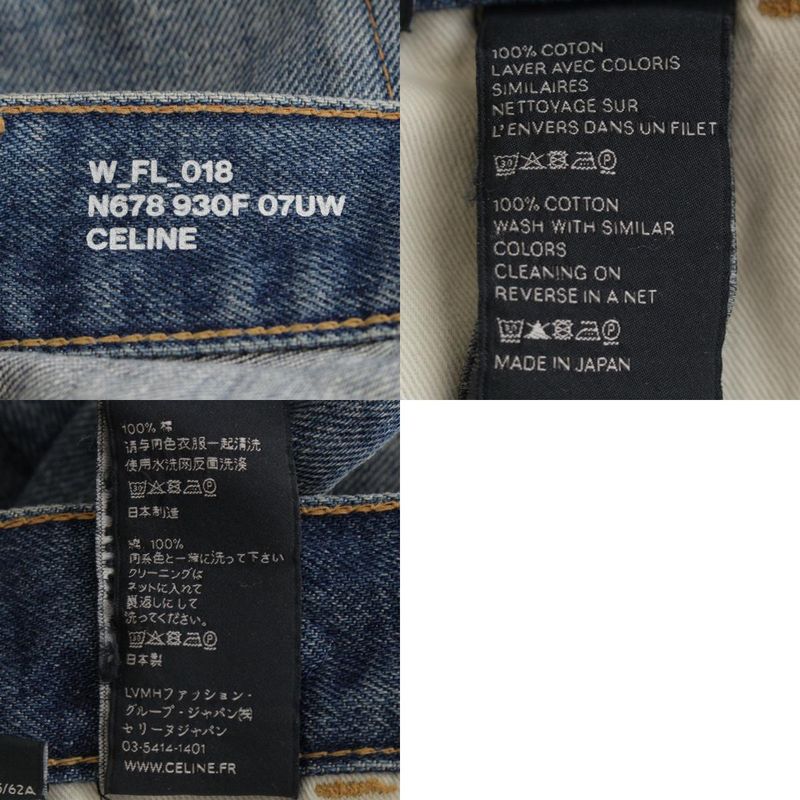 W_FL_018
N678 930F 07UW
CELINE
100% COTON
LAVER AVEC COLORIS
SIMILAIRES
NETTOYAGE SUR
L'ENVERS DANS UN FILET
30 P
100% COTTON
WASH WITH SIMILAR
COLORS
CLEANING ON
REVERSE IN A NET
30 P
MADE IN JAPAN
100% 棉
请与同色衣服一起清洗
使用水洗网反面洗涤
30 P
日本制造
綿 100%
同系色と一緒に洗って下さい
クリーニングは
ネットに入れて
裏返しにして
洗ってください。
30 P
日本製
LVMHファッション・
グループ・ジャパン㈱
セリーヌジャパン
03-5414-1401
WWW.CELINE.FR
/62A